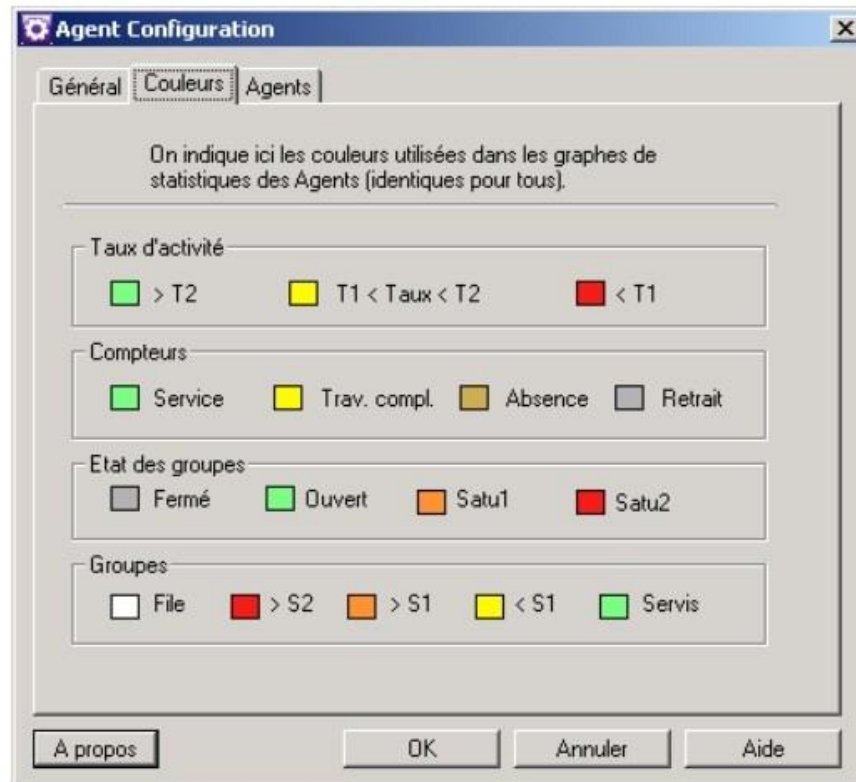 Agent Configuration
Général Couleurs Agents
On indique ici les couleurs utilisées dans les graphes de
statistiques des Agents (identiques pour tous).
Taux d'activité
> T2 T1 < Taux < T2 < T1
Compteurs
Service Trav. compl. Absence Retrait
Etat des groupes
Fermé Ouvert Satu1 Satu2
Groupes
File > S2 > S1 < S1 Servis
A propos OK Annuler Aide